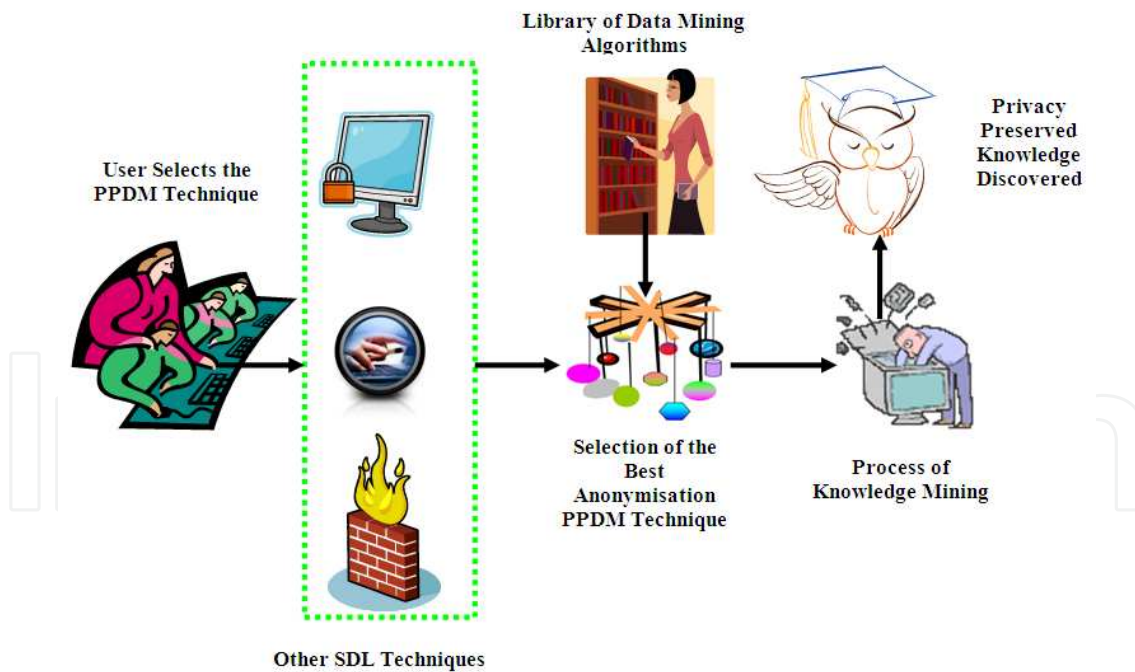 Library of Data Mining
Algorithms
Privacy
Preserved
Knowledge
Discovered
User Selects the
PPDM Technique
Selection of the
Best
Anonymisation
PPDM Technique
Process of
Knowledge Mining
Other SDL Techniques